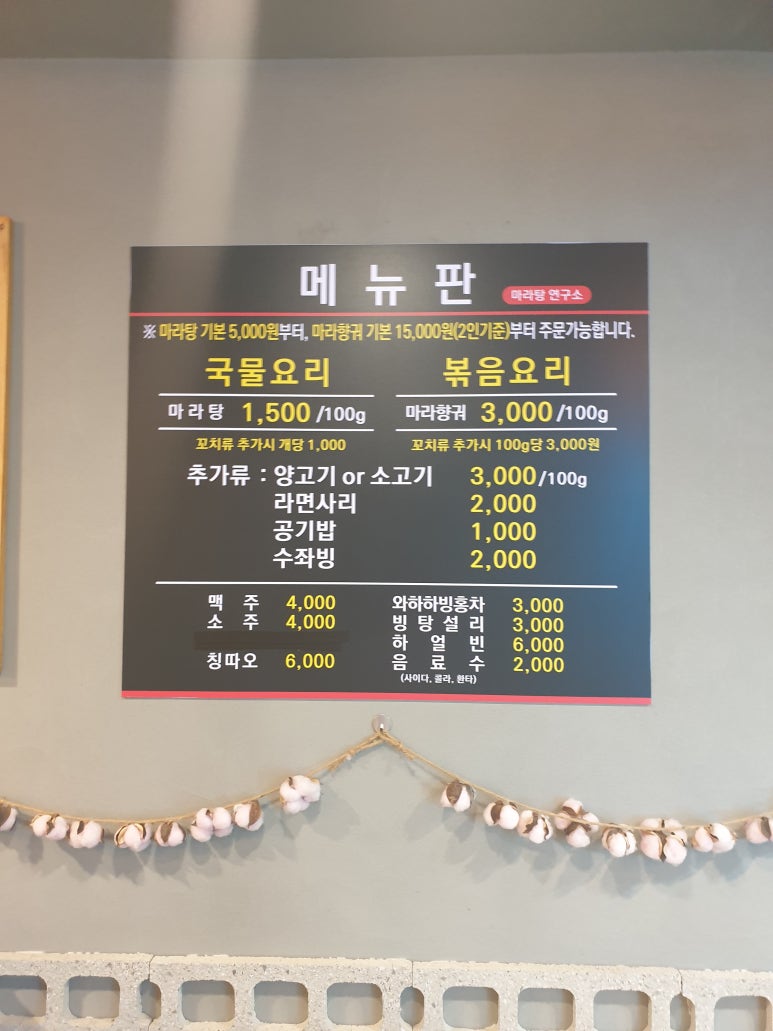 메뉴판 마라탕 연구소
※ 마라탕 기본 5,000원부터, 마라향궈 기본 15,000원(2인기준)부터 주문가능합니다.
국물요리
마라탕 1,500 /100g
꼬치류 추가시 개당 1,000
볶음요리
마라향궈 3,000 /100g
꼬치류 추가시 100g당 3,000원
추가류 : 양고기 or 소고기 3,000 /100g
라면사리 2,000
공기밥 1,000
수좌빙 2,000
맥 주 4,000
소 주 4,000
칭따오 6,000
와하하빙홍차 3,000
빙탕설리 3,000
하얼빈 6,000
음료수 2,000
(사이다, 콜라, 환타)